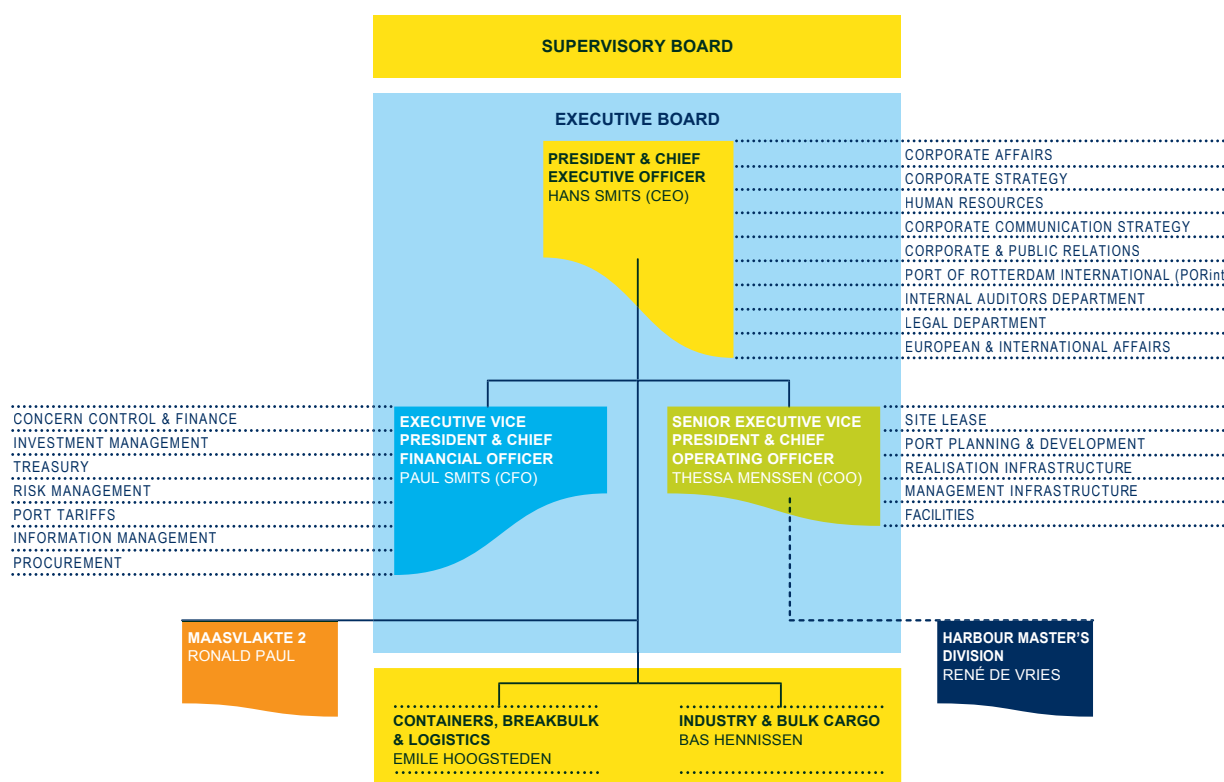 SUPERVISORY BOARD
EXECUTIVE BOARD
PRESIDENT & CHIEF
EXECUTIVE OFFICER
HANS SMITS (CEO)
CORPORATE AFFAIRS
CORPORATE STRATEGY
HUMAN RESOURCES
CORPORATE COMMUNICATION STRATEGY
CORPORATE & PUBLIC RELATIONS
PORT OF ROTTERDAM INTERNATIONAL (PORint
INTERNAL AUDITORS DEPARTMENT
LEGAL DEPARTMENT
EUROPEAN & INTERNATIONAL AFFAIRS
CONCERN CONTROL & FINANCE
INVESTMENT MANAGEMENT
TREASURY
RISK MANAGEMENT
PORT TARIFFS
INFORMATION MANAGEMENT
PROCUREMENT
EXECUTIVE VICE
PRESIDENT & CHIEF
FINANCIAL OFFICER
PAUL SMITS (CFO)
SENIOR EXECUTIVE VICE
PRESIDENT & CHIEF
OPERATING OFFICER
THESSA MENSSEN (COO)
SITE LEASE
PORT PLANNING & DEVELOPMENT
REALISATION INFRASTRUCTURE
MANAGEMENT INFRASTRUCTURE
FACILITIES
MAASVLAKTE 2
RONALD PAUL
HARBOUR MASTER'S
DIVISION
RENÉ DE VRIES
CONTAINERS, BREAKBULK
& LOGISTICS
EMILE HOOGSTEDEN
INDUSTRY & BULK CARGO
BAS HENNISSEN